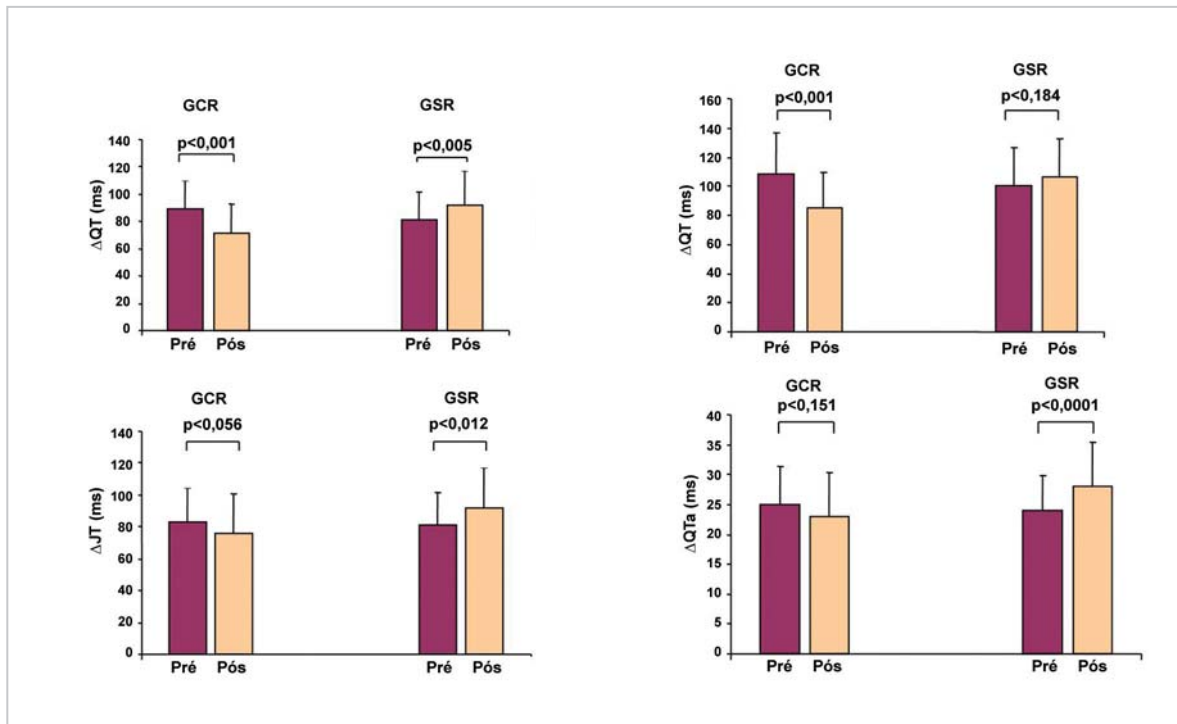 GCR GSR
p<0,001 p<0,005
140
120
100
80
60
40
20
0
ΔQT (ms)
Pré Pós Pré Pós
GCR GSR
p<0,001 p<0,184
160
140
120
100
80
60
40
20
0
ΔQT (ms)
Pré Pós Pré Pós
GCR GSR
p<0,056 p<0,012
140
120
100
80
60
40
20
0
ΔJT (ms)
Pré Pós Pré Pós
GCR GSR
p<0,151 p<0,0001
40
35
30
25
20
15
10
5
0
ΔQTa (ms)
Pré Pós Pré Pós